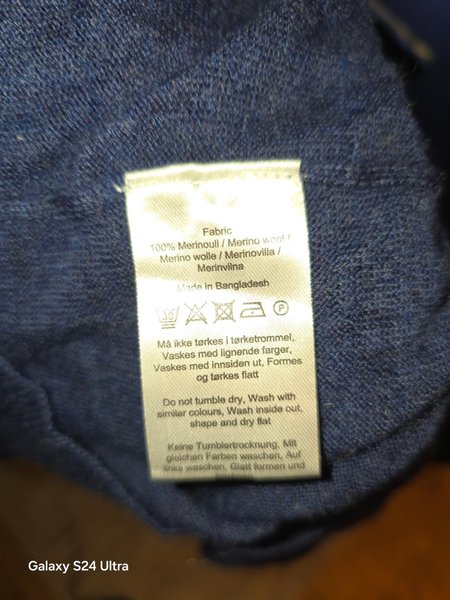 Fabric
100% Merinoull / Merino wool /
Merino wolle / Merinovilla /
Merinvilna
Made in Bangladesh
30
P
Må ikke tørkes i tørketrommel,
Vaskes med lignende farger,
Vaskes med innsiden ut, Formes
og tørkes flatt
Do not tumble dry, Wash with
similar colours, Wash inside out,
shape and dry flat
Keine Tumblertrocknung, Mit
gleichen Farben waschen, Auf
links waschen, Glatt formen und
Galaxy S24 Ultra